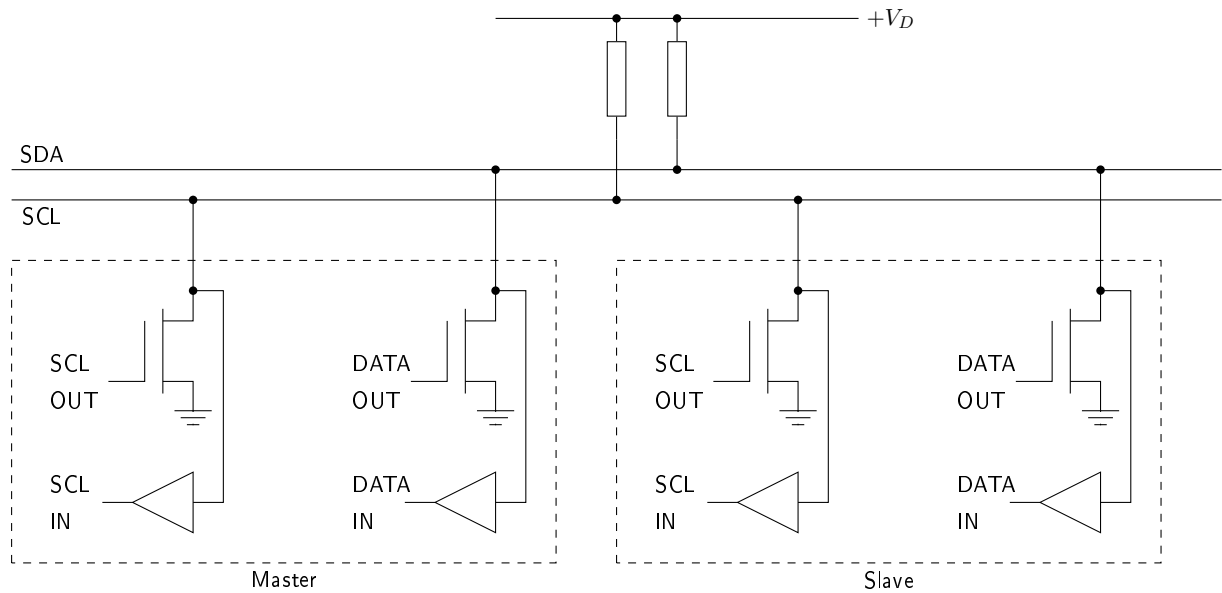 +V_D
SDA
SCL
SCL
OUT
DATA
OUT
SCL
OUT
DATA
OUT
SCL
IN
DATA
IN
SCL
IN
DATA
IN
Master
Slave